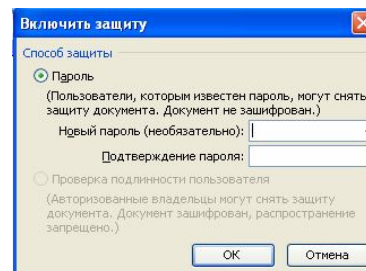 Включить защиту
Способ защиты
Пароль
(Пользователи, которым известен пароль, могут снять
защиту документа. Документ не зашифрован.)
Новый пароль (необязательно):
Подтверждение пароля:
Проверка подлинности пользователя
(Авторизованные владельцы могут снять защиту
документа. Документ зашифрован, распространение
запрещено.)
ОК
Отмена